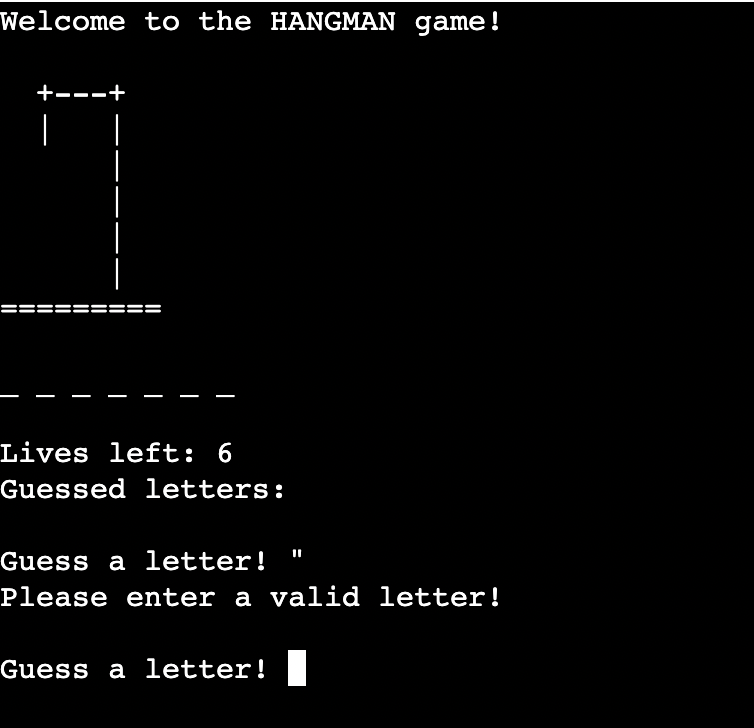 Welcome to the HANGMAN game!
  +---+
  |   |
      |
      |
      |
      |
=========
_ _ _ _ _ _ _
Lives left: 6
Guessed letters:
Guess a letter! "
Please enter a valid letter!
Guess a letter!